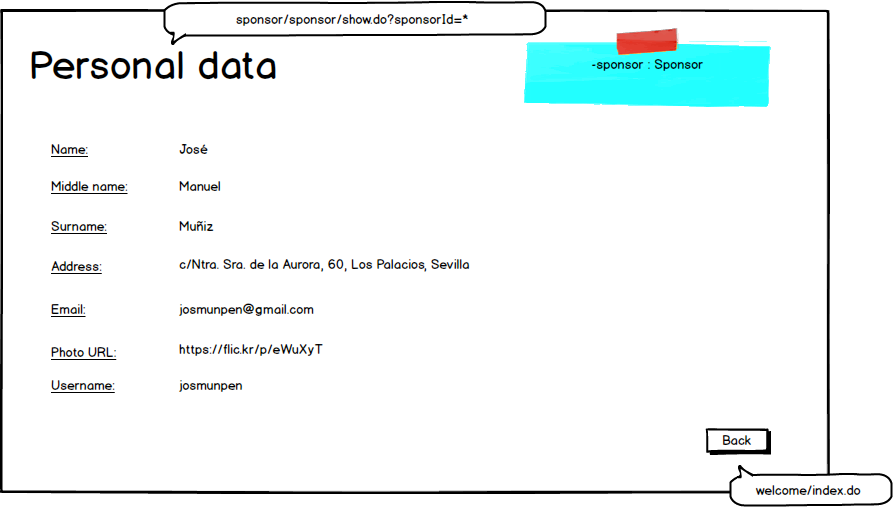 sponsor/sponsor/show.do?sponsorId=*
Personal data
-sponsor : Sponsor
Name: José
Middle name: Manuel
Surname: Muñiz
Address: c/Ntra. Sra. de la Aurora, 60, Los Palacios, Sevilla
Email: josmunpen@gmail.com
Photo URL: https://flic.kr/p/eWuXyT
Username: josmunpen
Back
welcome/index.do